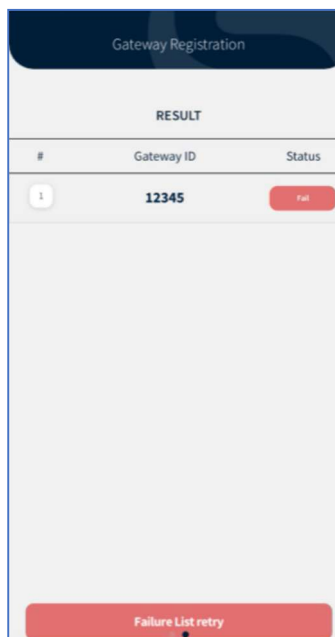 Gateway Registration
RESULT
# Gateway ID Status
1 12345 Fail
Failure List retry